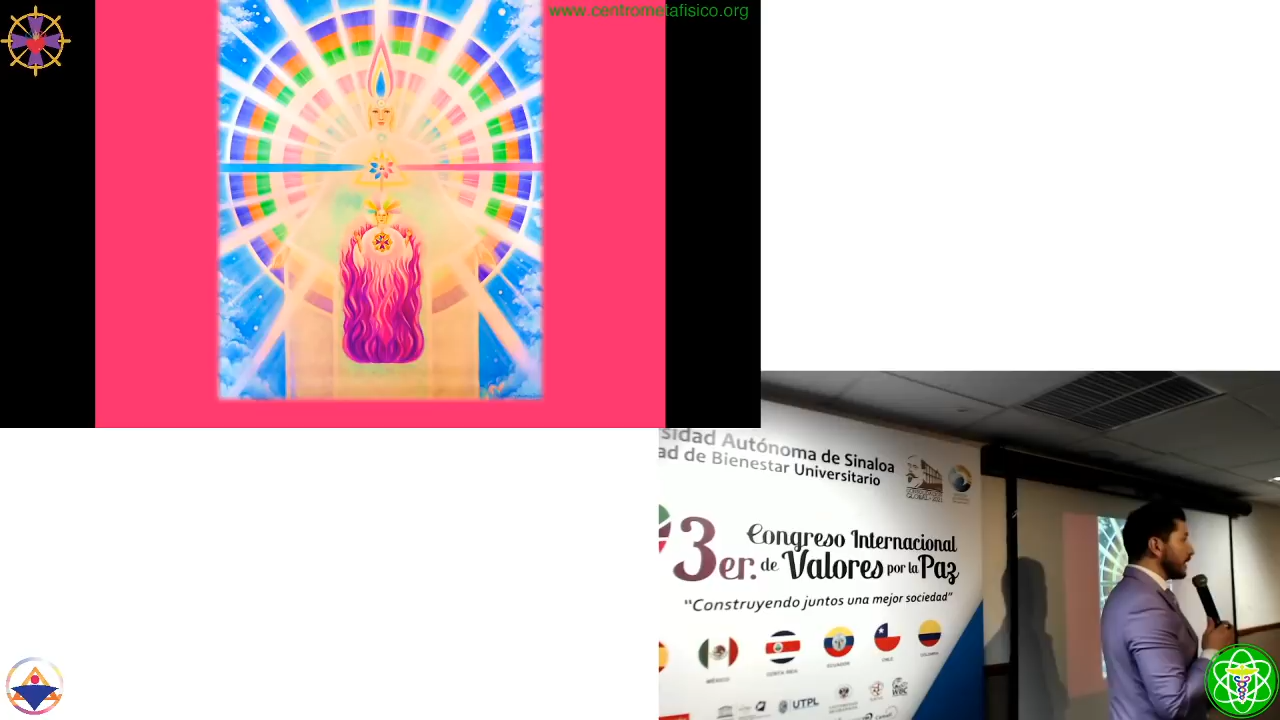 www.centrometafisico.org
sidad Autónoma de Sinaloa
ad de Bienestar Universitario
3er. Congreso Internacional
de Valores por la Paz
"Construyendo juntos una mejor sociedad"
MÉXICO
COSTA RICA
ECUADOR
CHILE
COLOMBIA
UTPL